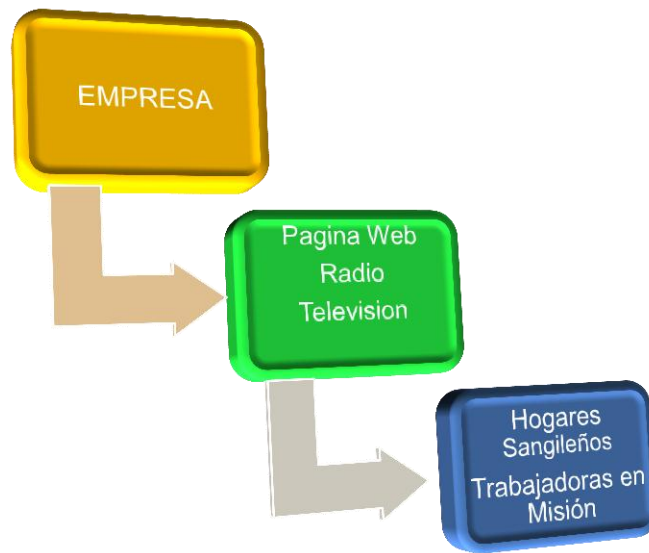 EMPRESA
Pagina Web
Radio
Television
Hogares
Sangileños
Trabajadoras en
Misión